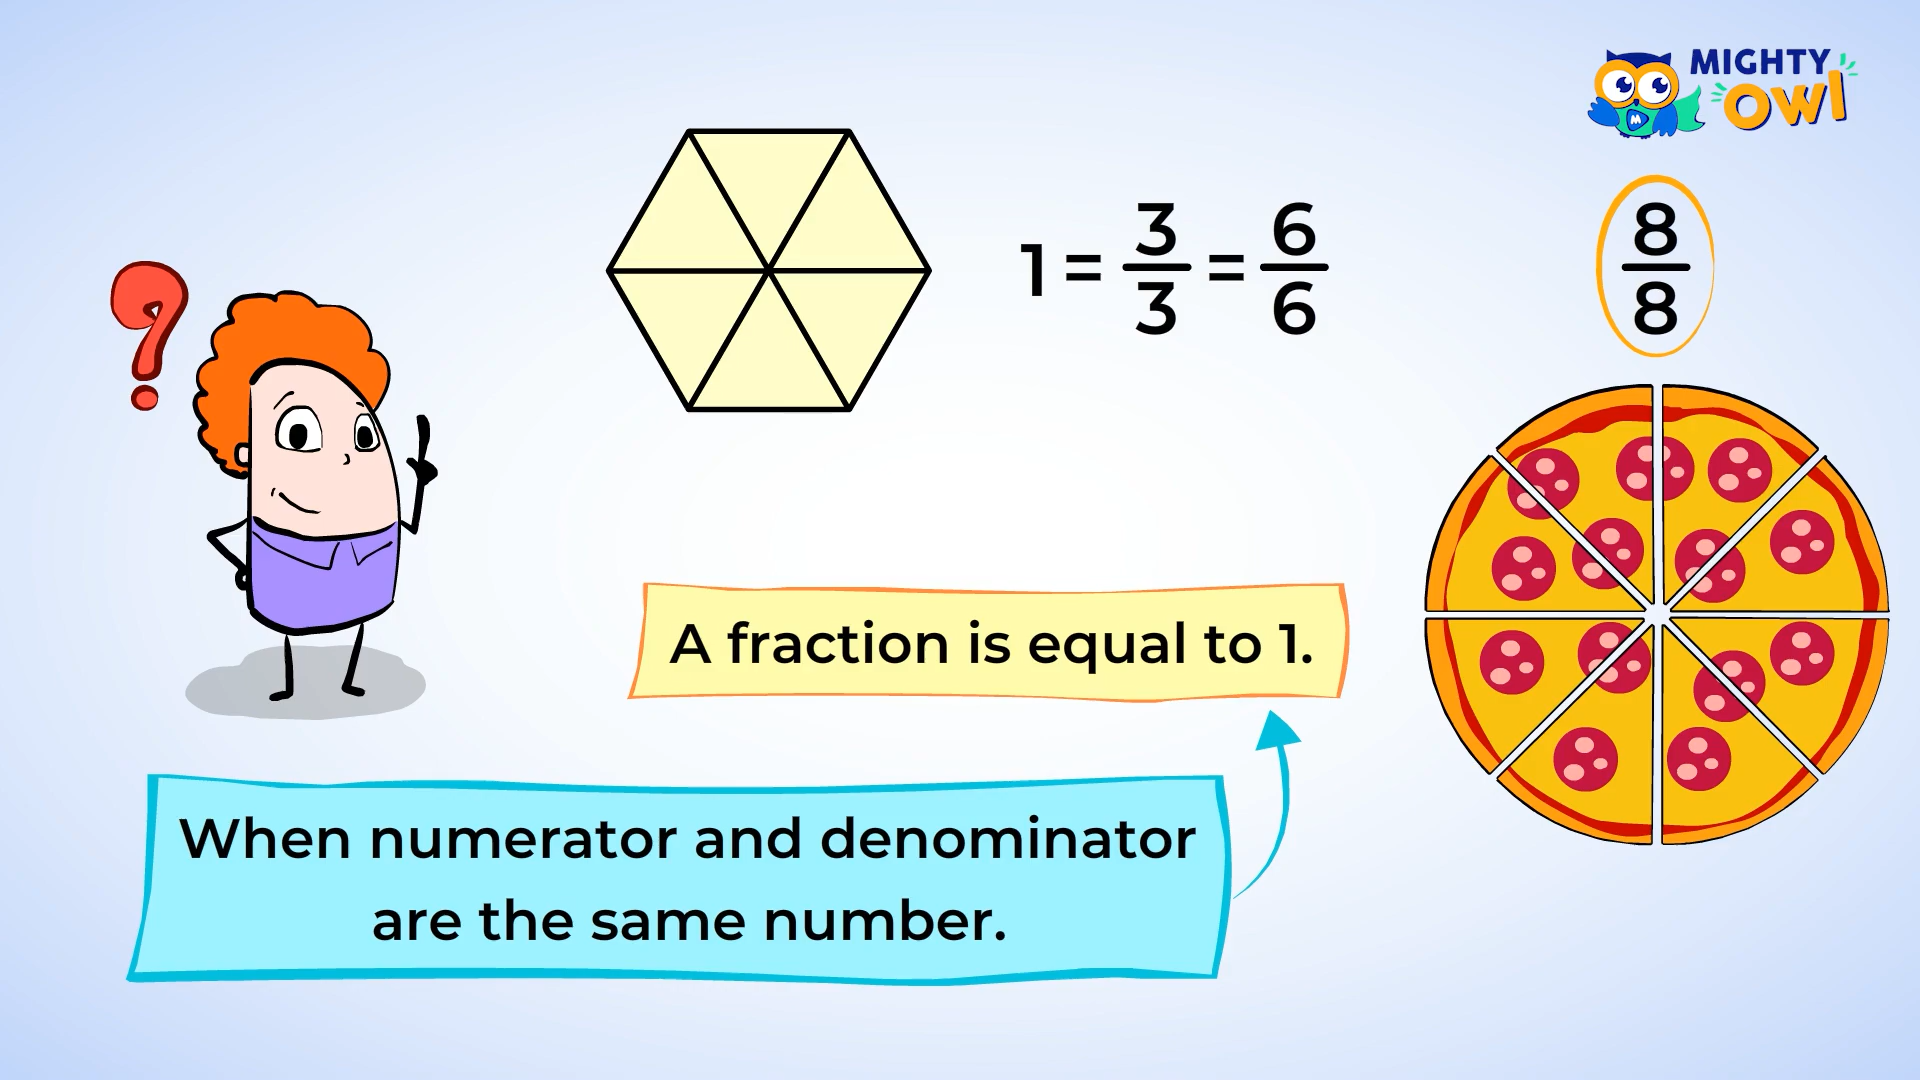 MIGHTY
OWL
M
1 = 3/3 = 6/6
8/8
?
A fraction is equal to 1.
When numerator and denominator
are the same number.